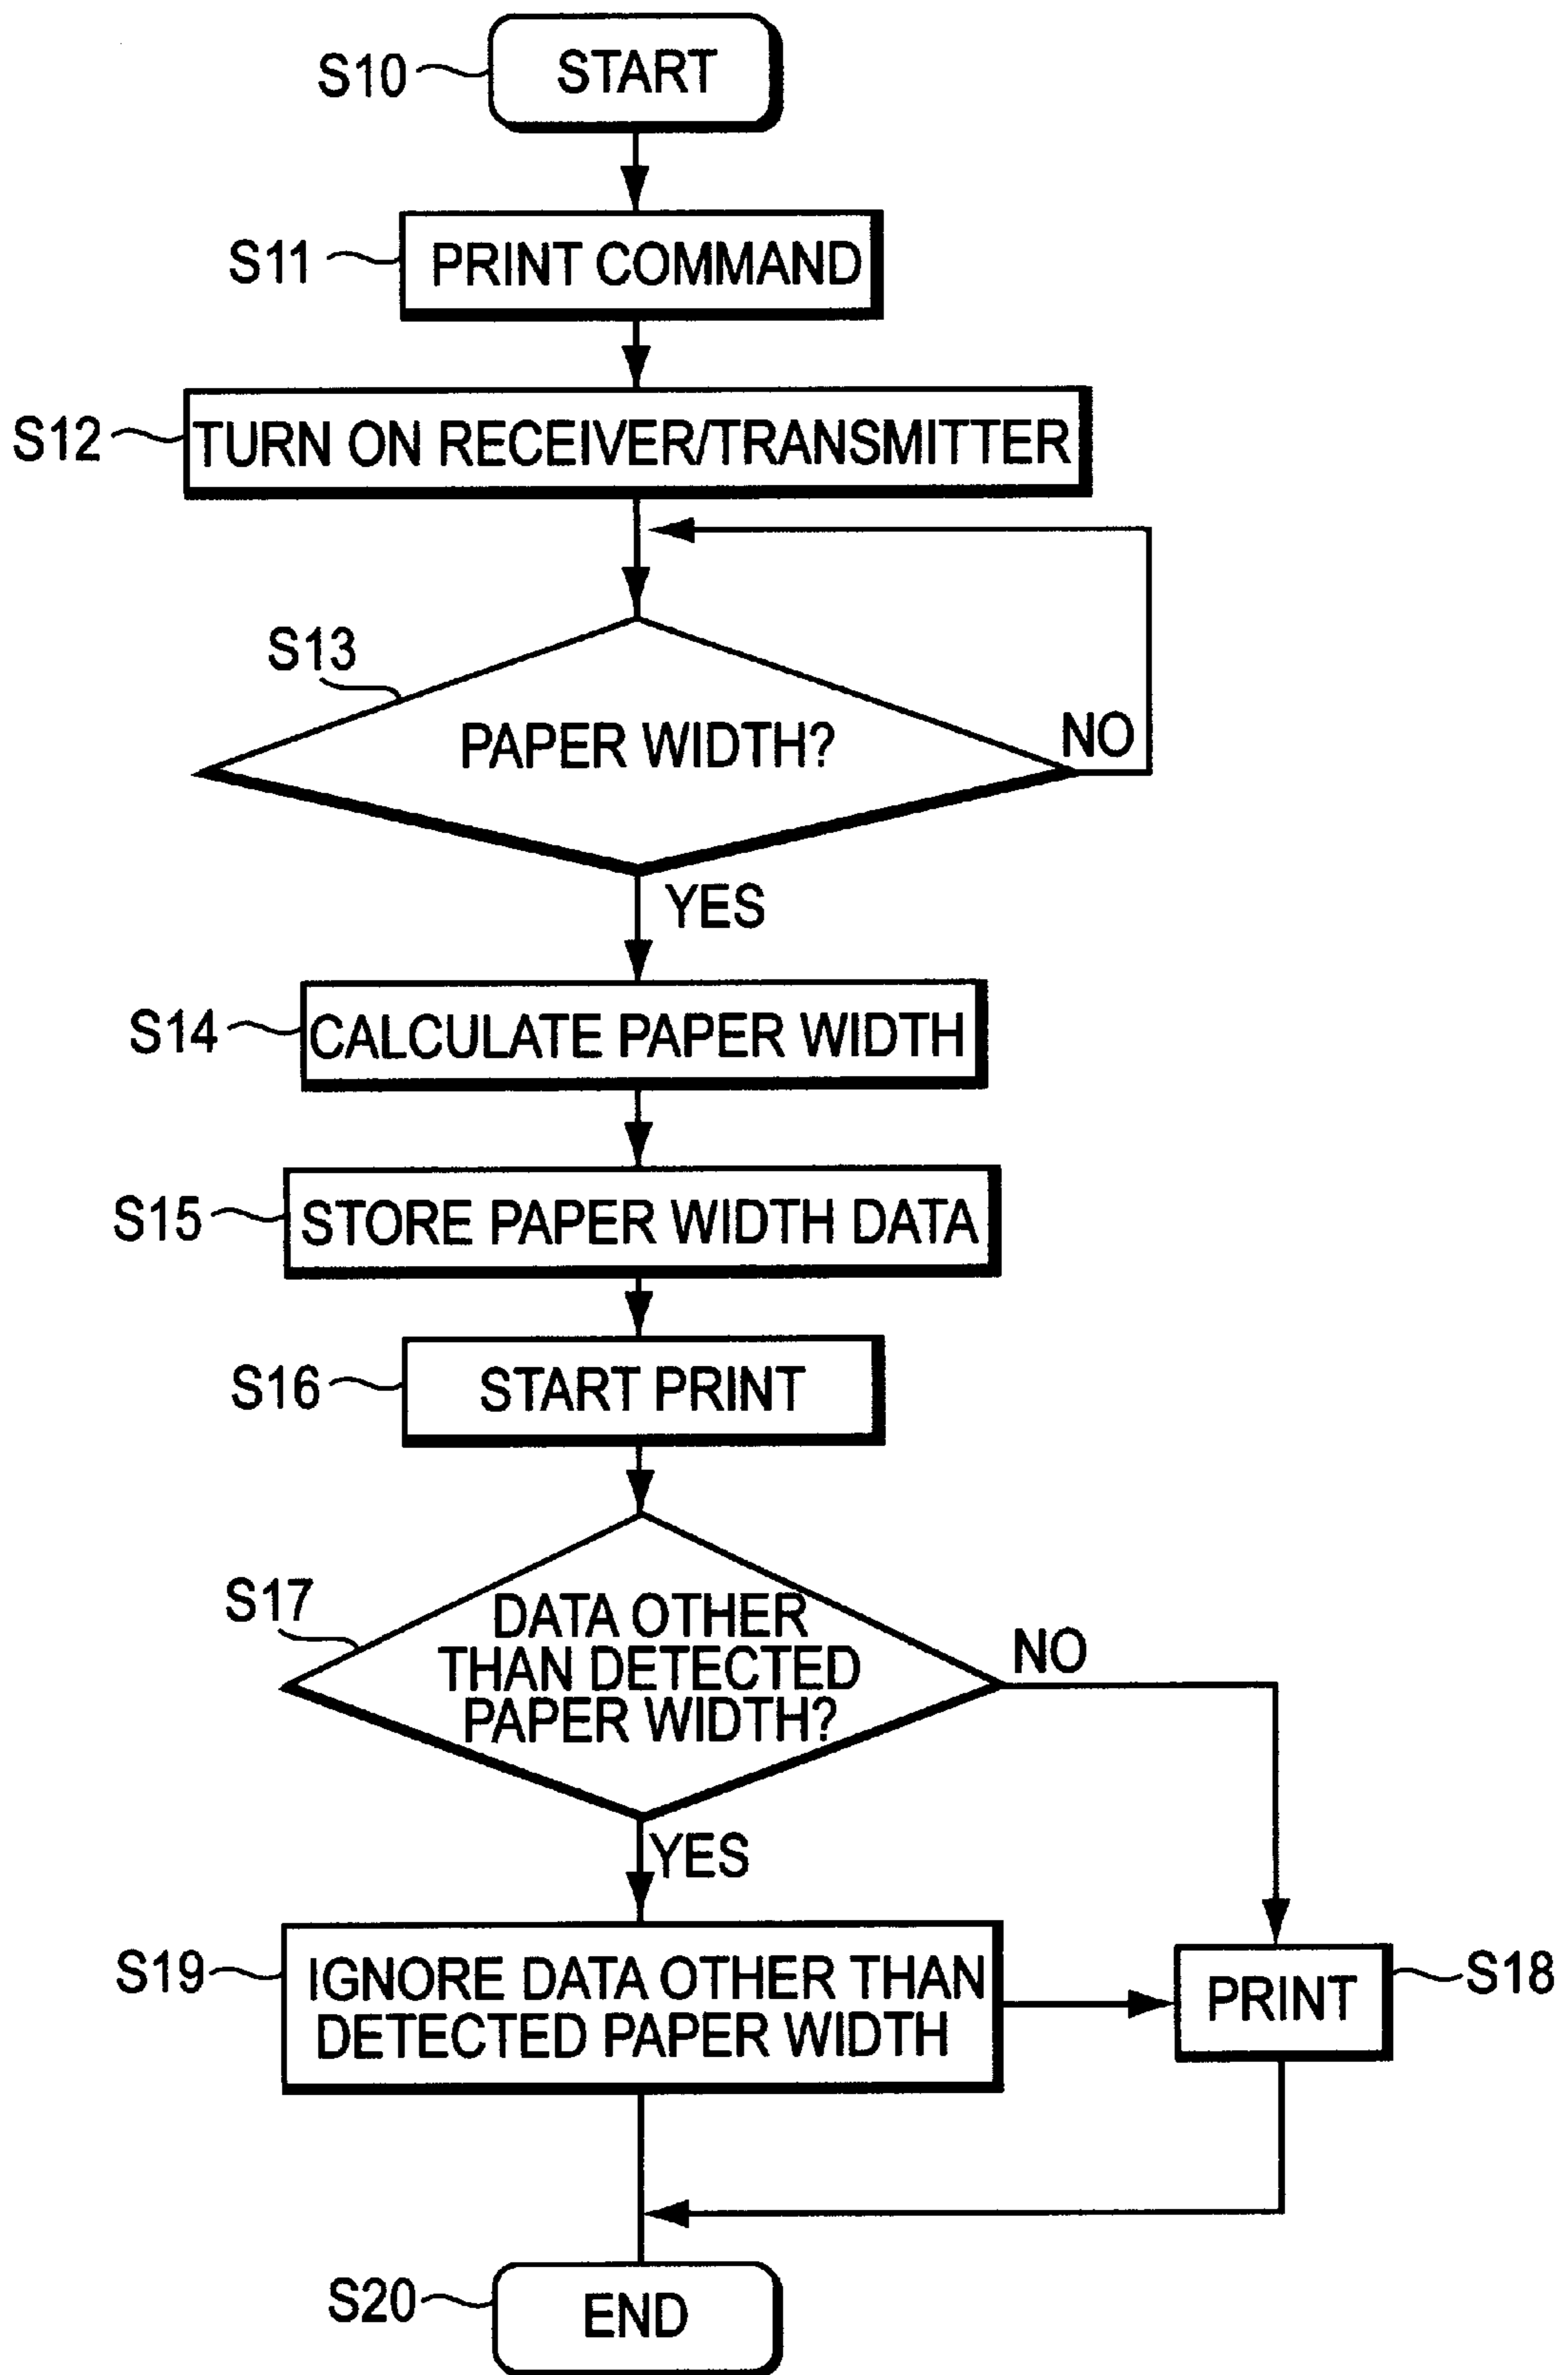 S10
START
S11
PRINT COMMAND
S12
TURN ON RECEIVER/TRANSMITTER
S13
PAPER WIDTH?
NO
YES
S14
CALCULATE PAPER WIDTH
S15
STORE PAPER WIDTH DATA
S16
START PRINT
S17
DATA OTHER
THAN DETECTED
PAPER WIDTH?
NO
YES
S19
IGNORE DATA OTHER THAN
DETECTED PAPER WIDTH
PRINT
S18
S20
END